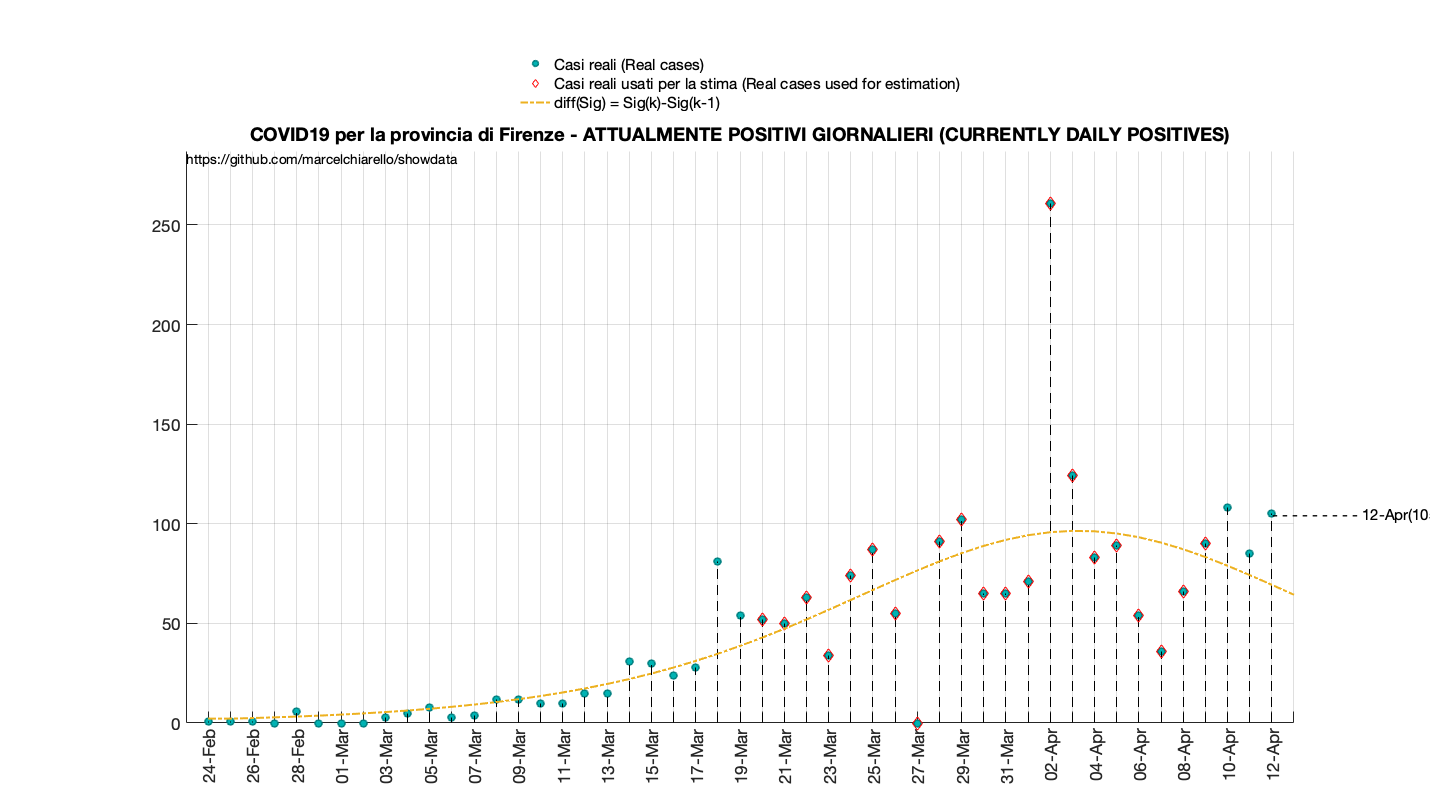 Casi reali (Real cases)
Casi reali usati per la stima (Real cases used for estimation)
diff(Sig) = Sig(k)-Sig(k-1)
COVID19 per la provincia di Firenze - ATTUALMENTE POSITIVI GIORNALIERI (CURRENTLY DAILY POSITIVES)
https://github.com/marcelchiarello/showdata
250
200
150
100
50
0
12-Apr(10
24-Feb
26-Feb
28-Feb
01-Mar
03-Mar
05-Mar
07-Mar
09-Mar
11-Mar
13-Mar
15-Mar
17-Mar
19-Mar
21-Mar
23-Mar
25-Mar
27-Mar
29-Mar
31-Mar
02-Apr
04-Apr
06-Apr
08-Apr
10-Apr
12-Apr